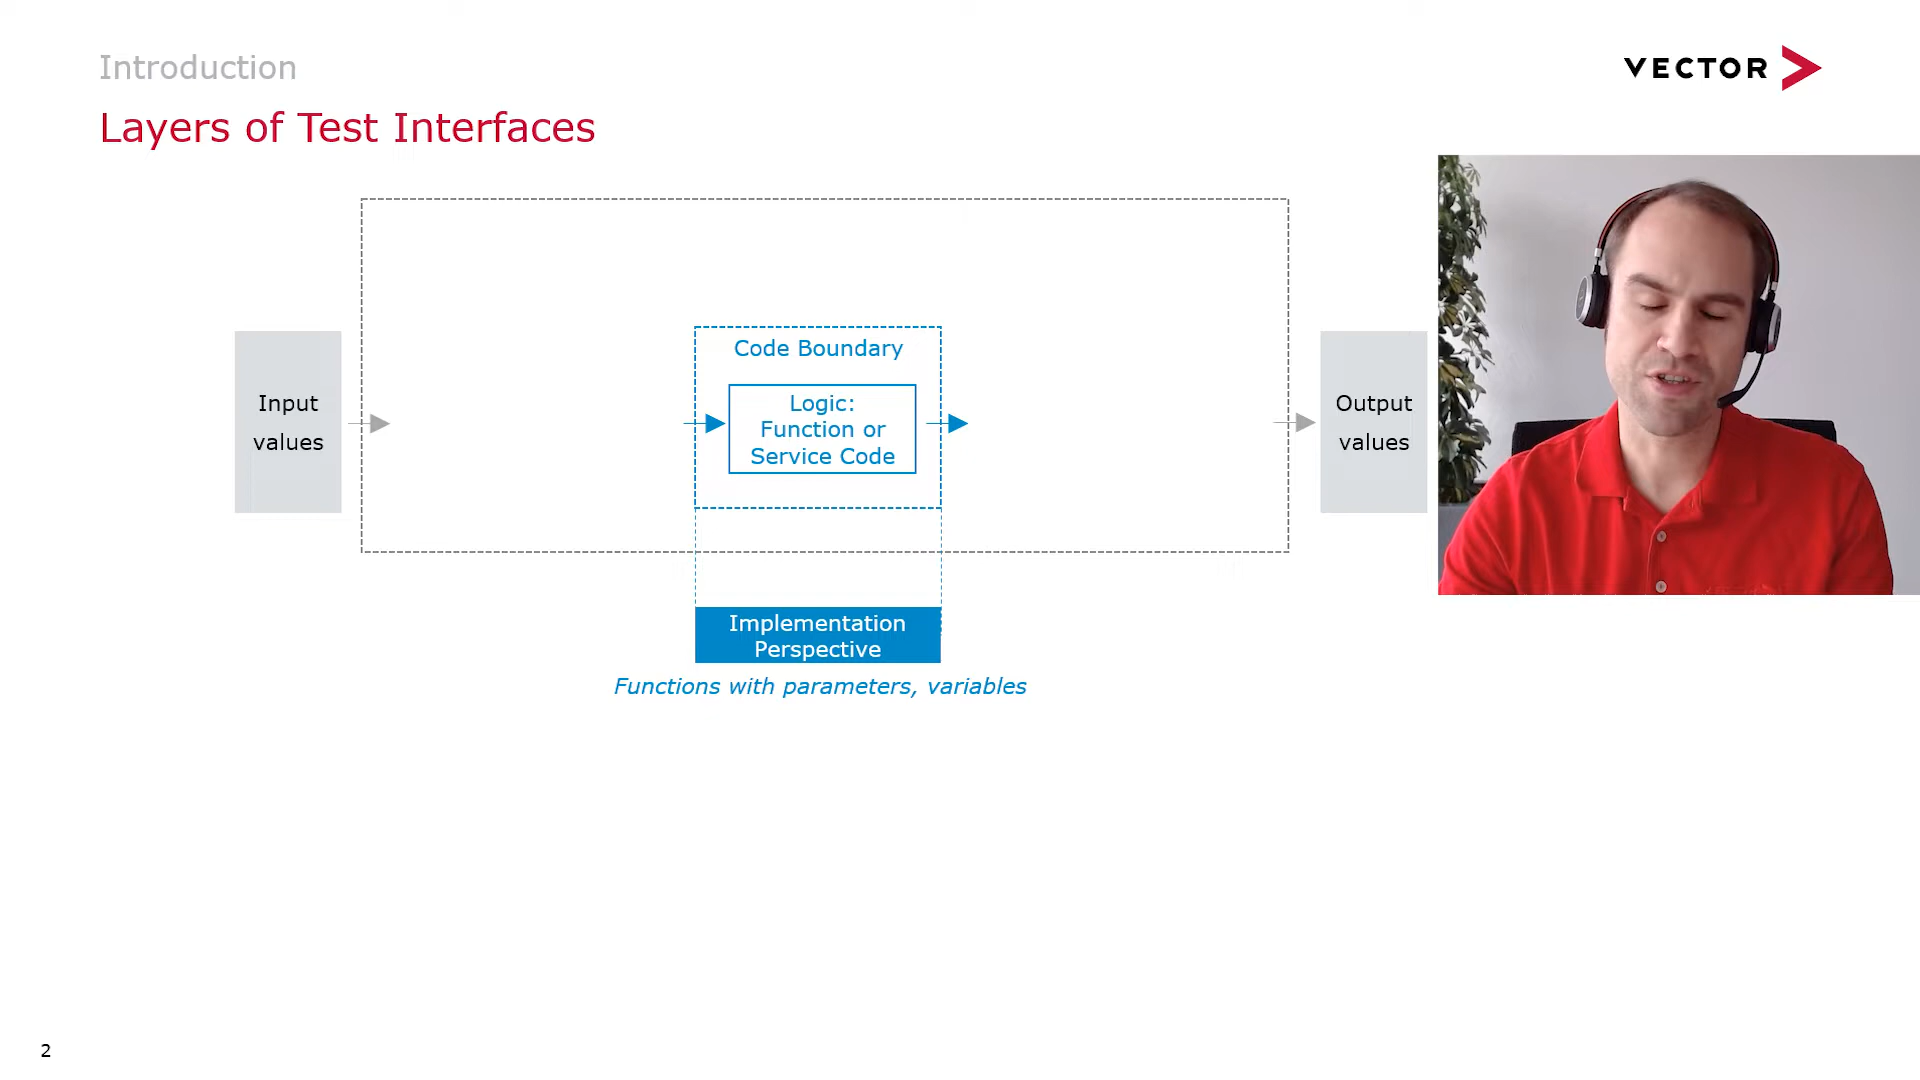 Introduction
VECTOR
Layers of Test Interfaces
Input
values
Code Boundary
Logic:
Function or
Service Code
Output
values
Implementation
Perspective
Functions with parameters, variables
2